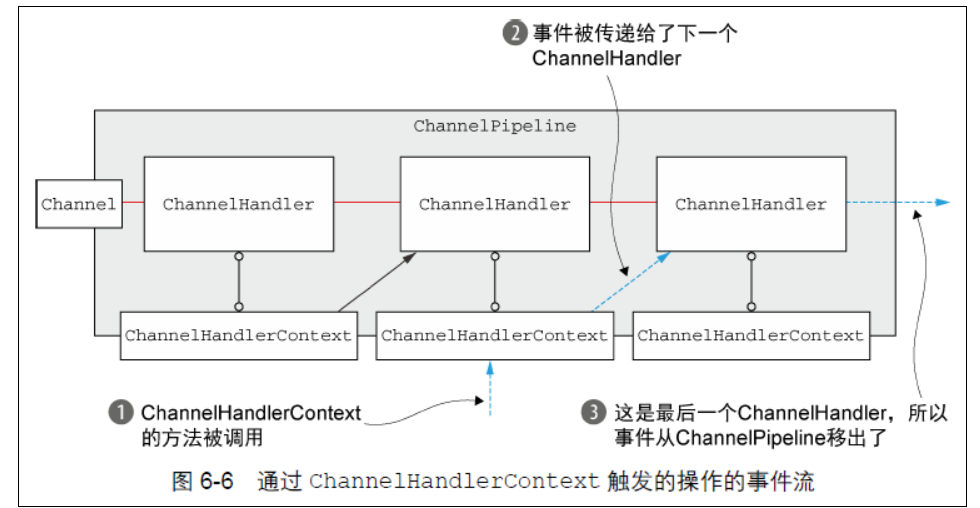 ❷ 事件被传递给了下一个
ChannelHandler
ChannelPipeline
Channel
ChannelHandler
ChannelHandler
ChannelHandler
ChannelHandlerContext
ChannelHandlerContext
ChannelHandlerContext
❶ ChannelHandlerContext
的方法被调用
❸ 这是最后一个ChannelHandler，所以
事件从ChannelPipeline移出了
图 6-6 通过 ChannelHandlerContext 触发的操作的事件流